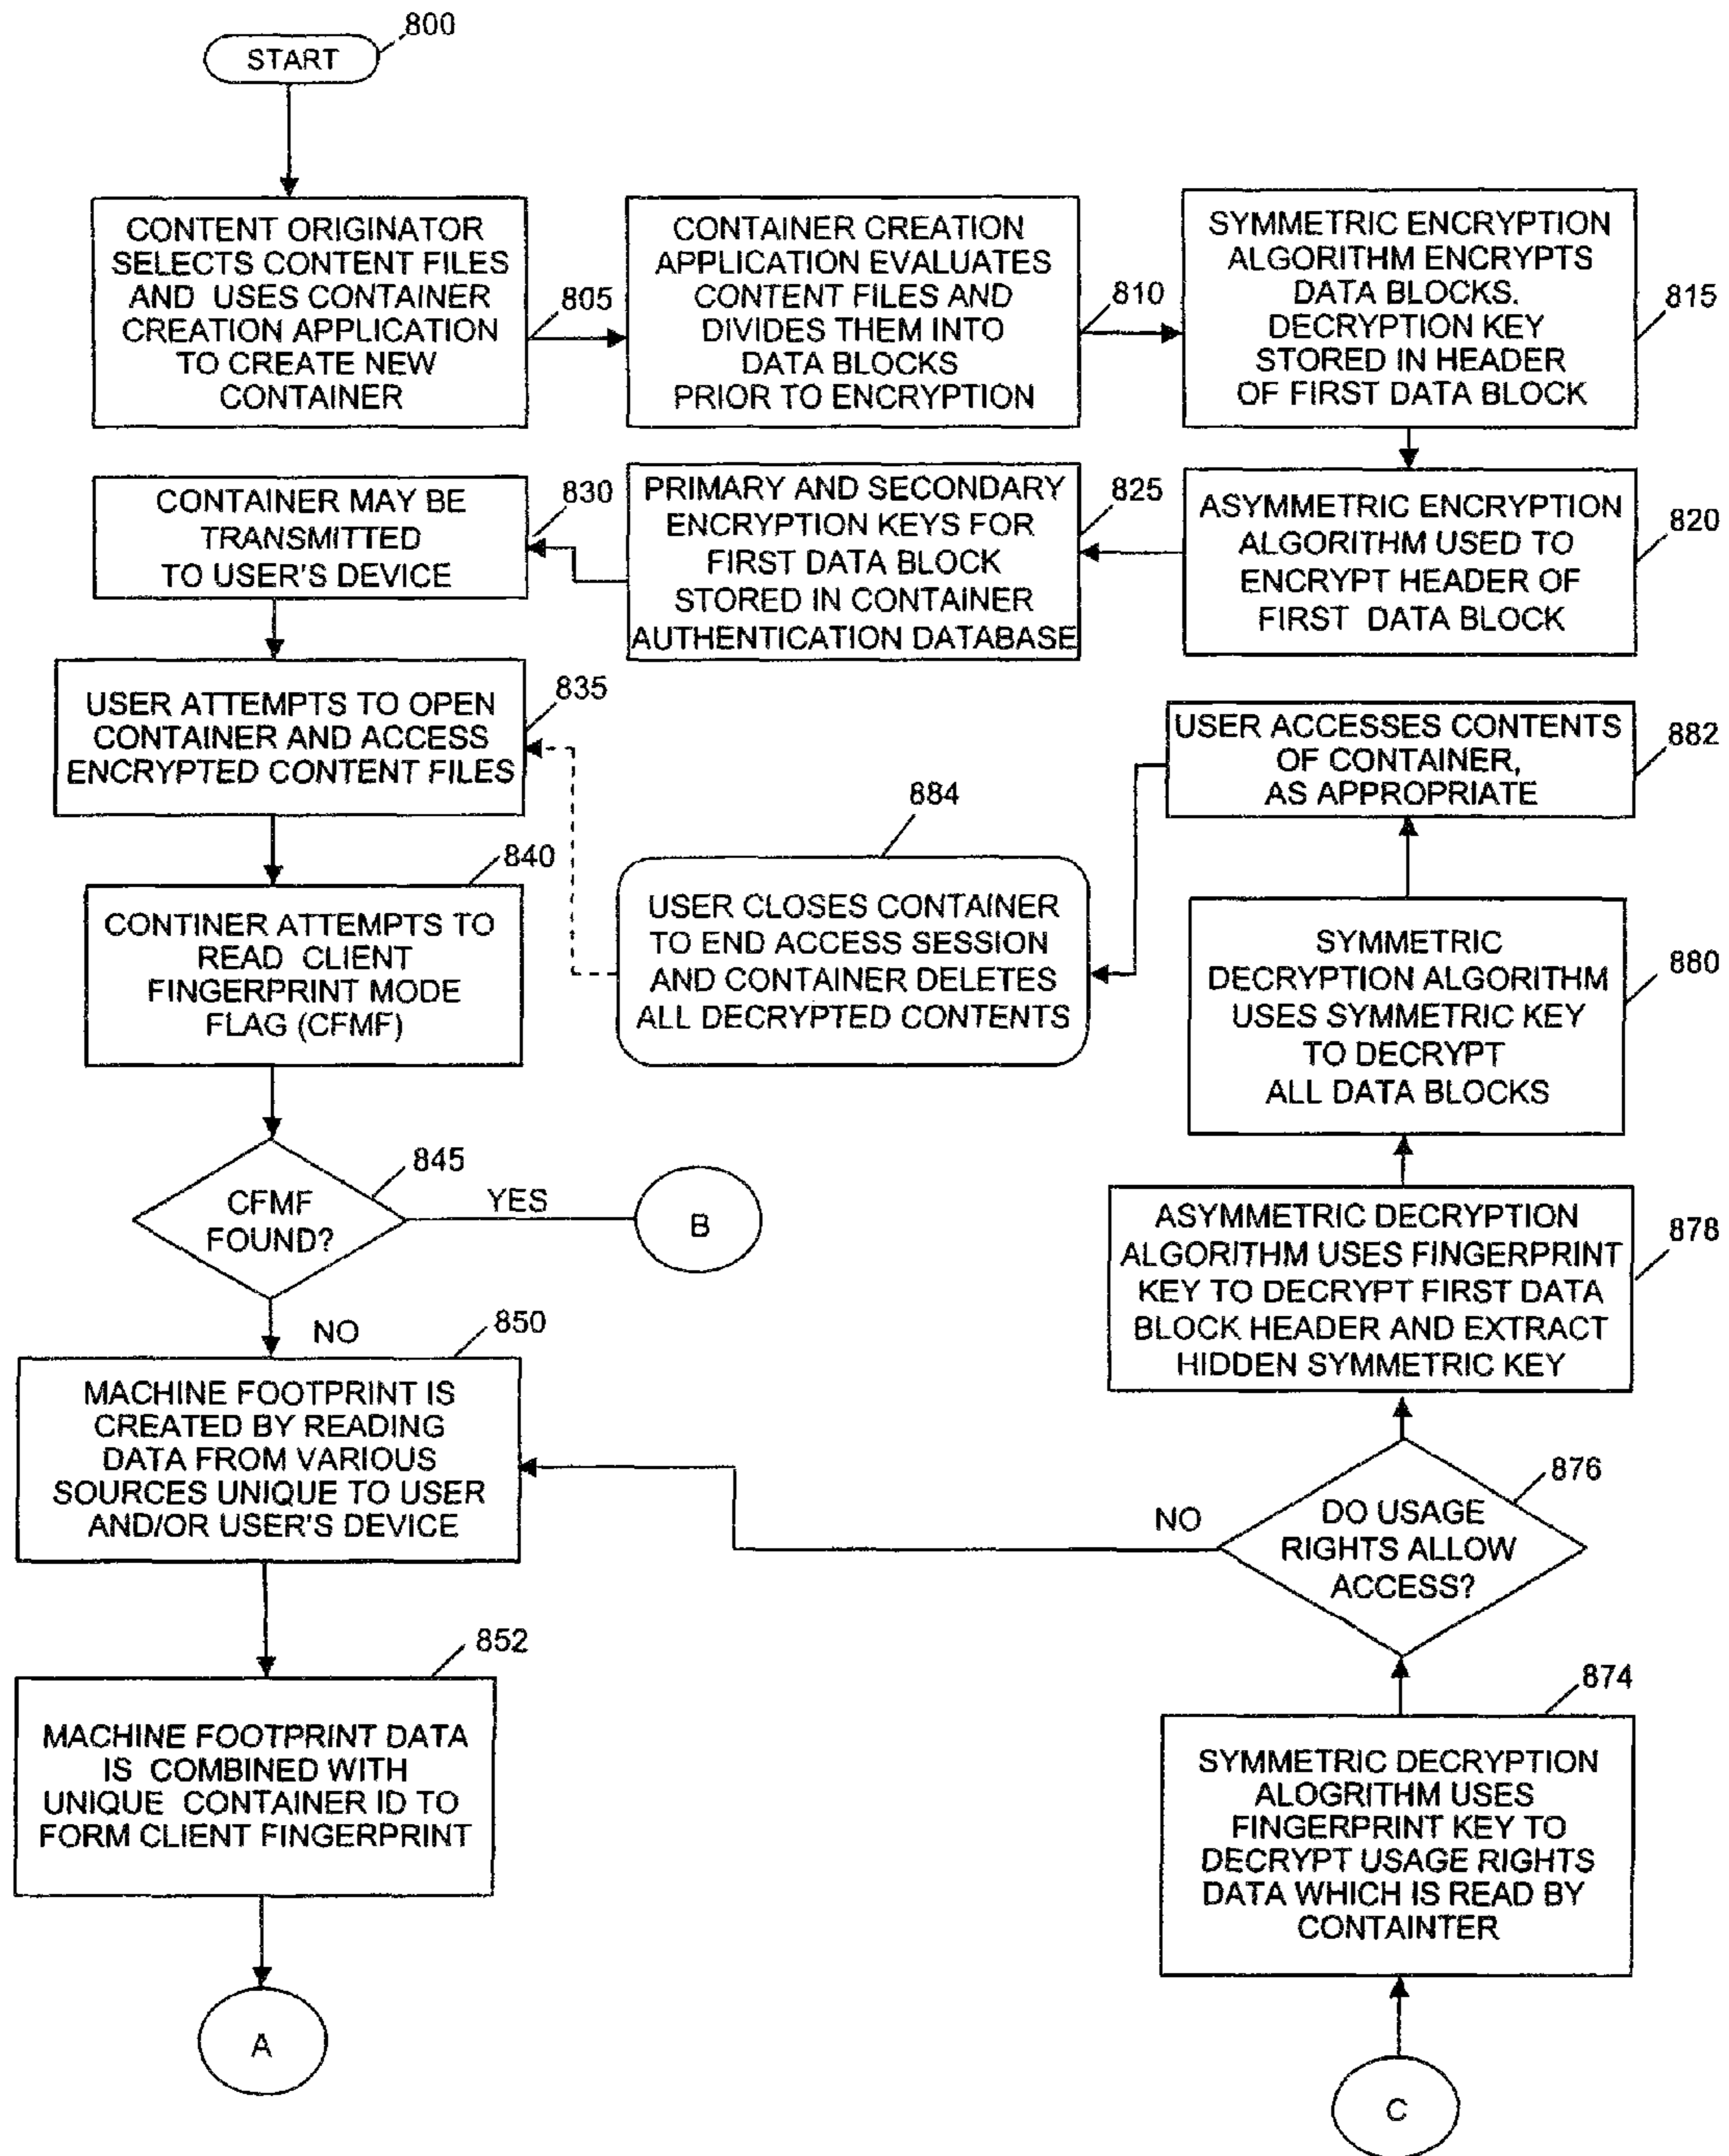 START
800
CONTENT ORIGINATOR
SELECTS CONTENT FILES
AND USES CONTAINER
CREATION APPLICATION
TO CREATE NEW
CONTAINER
805
CONTAINER CREATION
APPLICATION EVALUATES
CONTENT FILES AND
DIVIDES THEM INTO
DATA BLOCKS
PRIOR TO ENCRYPTION
810
SYMMETRIC ENCRYPTION
ALGORITHM ENCRYPTS
DATA BLOCKS.
DECRYPTION KEY
STORED IN HEADER
OF FIRST DATA BLOCK
815
ASYMMETRIC ENCRYPTION
ALGORITHM USED TO
ENCRYPT HEADER OF
FIRST DATA BLOCK
820
PRIMARY AND SECONDARY
ENCRYPTION KEYS FOR
FIRST DATA BLOCK
STORED IN CONTAINER
AUTHENTICATION DATABASE
825
CONTAINER MAY BE
TRANSMITTED
TO USER'S DEVICE
830
USER ATTEMPTS TO OPEN
CONTAINER AND ACCESS
ENCRYPTED CONTENT FILES
835
CONTINER ATTEMPTS TO
READ CLIENT
FINGERPRINT MODE
FLAG (CFMF)
840
CFMF
FOUND?
845
YES
B
NO
MACHINE FOOTPRINT IS
CREATED BY READING
DATA FROM VARIOUS
SOURCES UNIQUE TO USER
AND/OR USER'S DEVICE
850
MACHINE FOOTPRINT DATA
IS COMBINED WITH
UNIQUE CONTAINER ID TO
FORM CLIENT FINGERPRINT
852
A
C
SYMMETRIC DECRYPTION
ALOGRITHM USES
FINGERPRINT KEY TO
DECRYPT USAGE RIGHTS
DATA WHICH IS READ BY
CONTAINTER
874
DO USAGE
RIGHTS ALLOW
ACCESS?
876
NO
ASYMMETRIC DECRYPTION
ALGORITHM USES FINGERPRINT
KEY TO DECRYPT FIRST DATA
BLOCK HEADER AND EXTRACT
HIDDEN SYMMETRIC KEY
878
SYMMETRIC
DECRYPTION ALGORITHM
USES SYMMETRIC KEY
TO DECRYPT
ALL DATA BLOCKS
880
USER ACCESSES CONTENTS
OF CONTAINER,
AS APPROPRIATE
882
USER CLOSES CONTAINER
TO END ACCESS SESSION
AND CONTAINER DELETES
ALL DECRYPTED CONTENTS
884